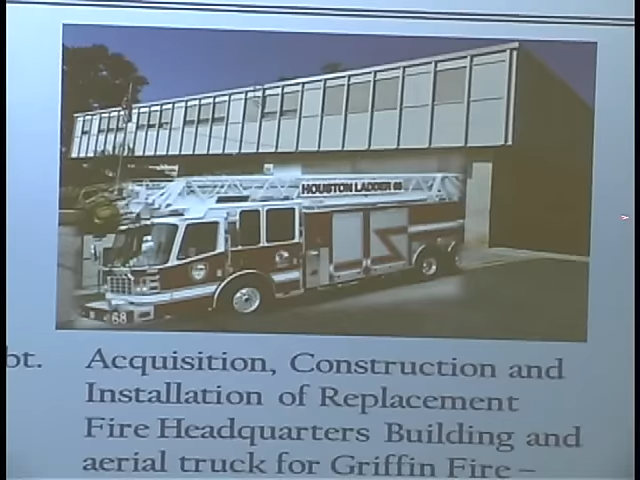 HOUSTON LADDER 68
68
bt.
Acquisition, Construction and
Installation of Replacement
Fire Headquarters Building and
aerial truck for Griffin Fire –